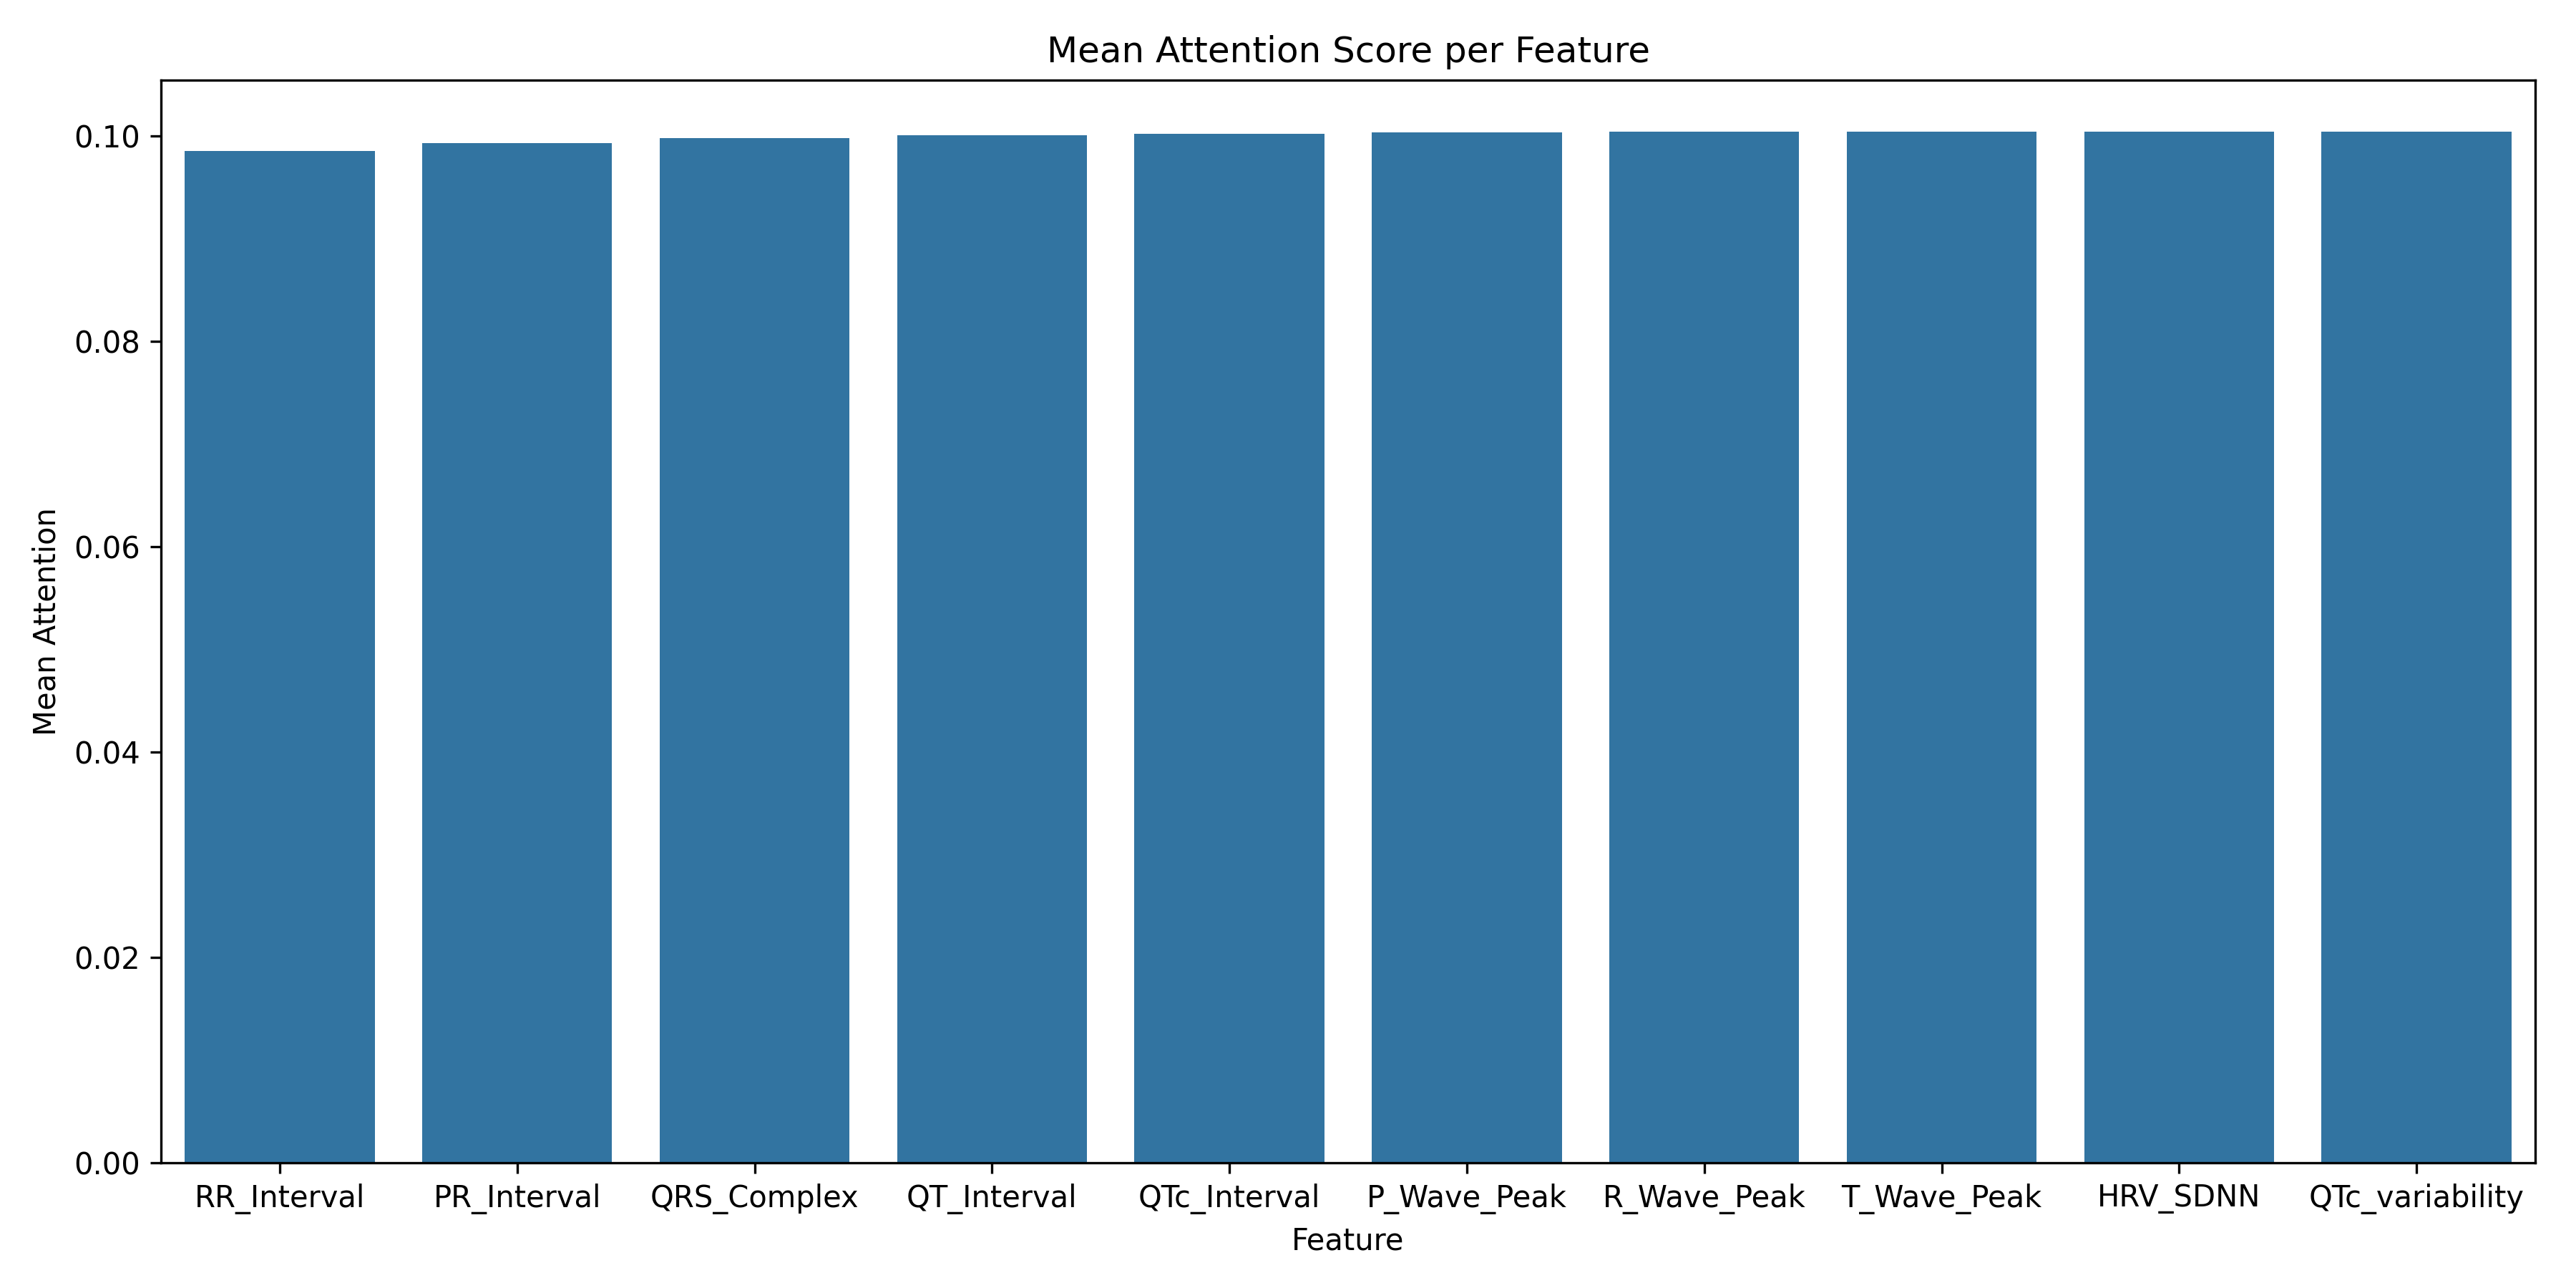 Mean Attention Score per Feature
Mean Attention
0.10
0.08
0.06
0.04
0.02
0.00
RR_Interval PR_Interval QRS_Complex QT_Interval QTc_Interval P_Wave_Peak R_Wave_Peak T_Wave_Peak HRV_SDNN QTc_variability
Feature